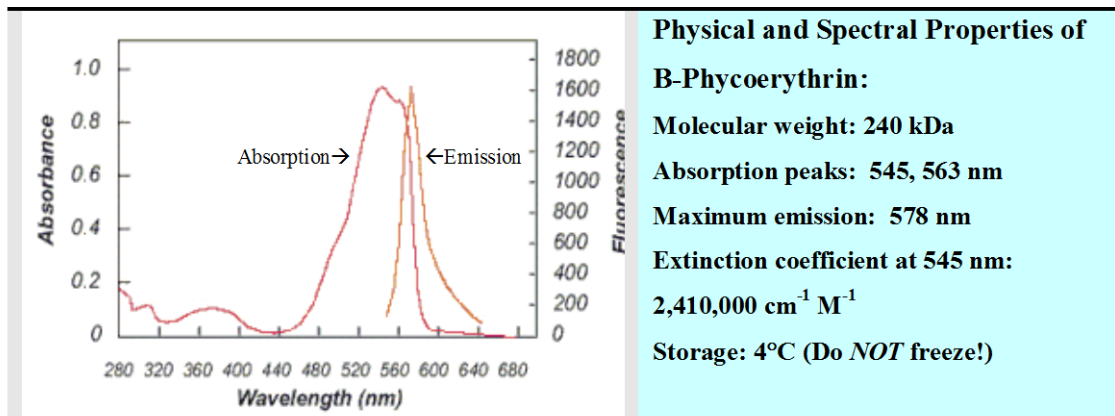 1.0
0.8
0.6
0.4
0.2
0
Absorbance
Absorption→
←Emission
1800
1600
1400
1200
1000
800
600
400
200
0
Fluorescence
280 320 360 400 440 480 520 560 600 640 680
Wavelength (nm)
Physical and Spectral Properties of
B-Phycoerythrin:
Molecular weight: 240 kDa
Absorption peaks: 545, 563 nm
Maximum emission: 578 nm
Extinction coefficient at 545 nm:
2,410,000 cm⁻¹ M⁻¹
Storage: 4°C (Do NOT freeze!)